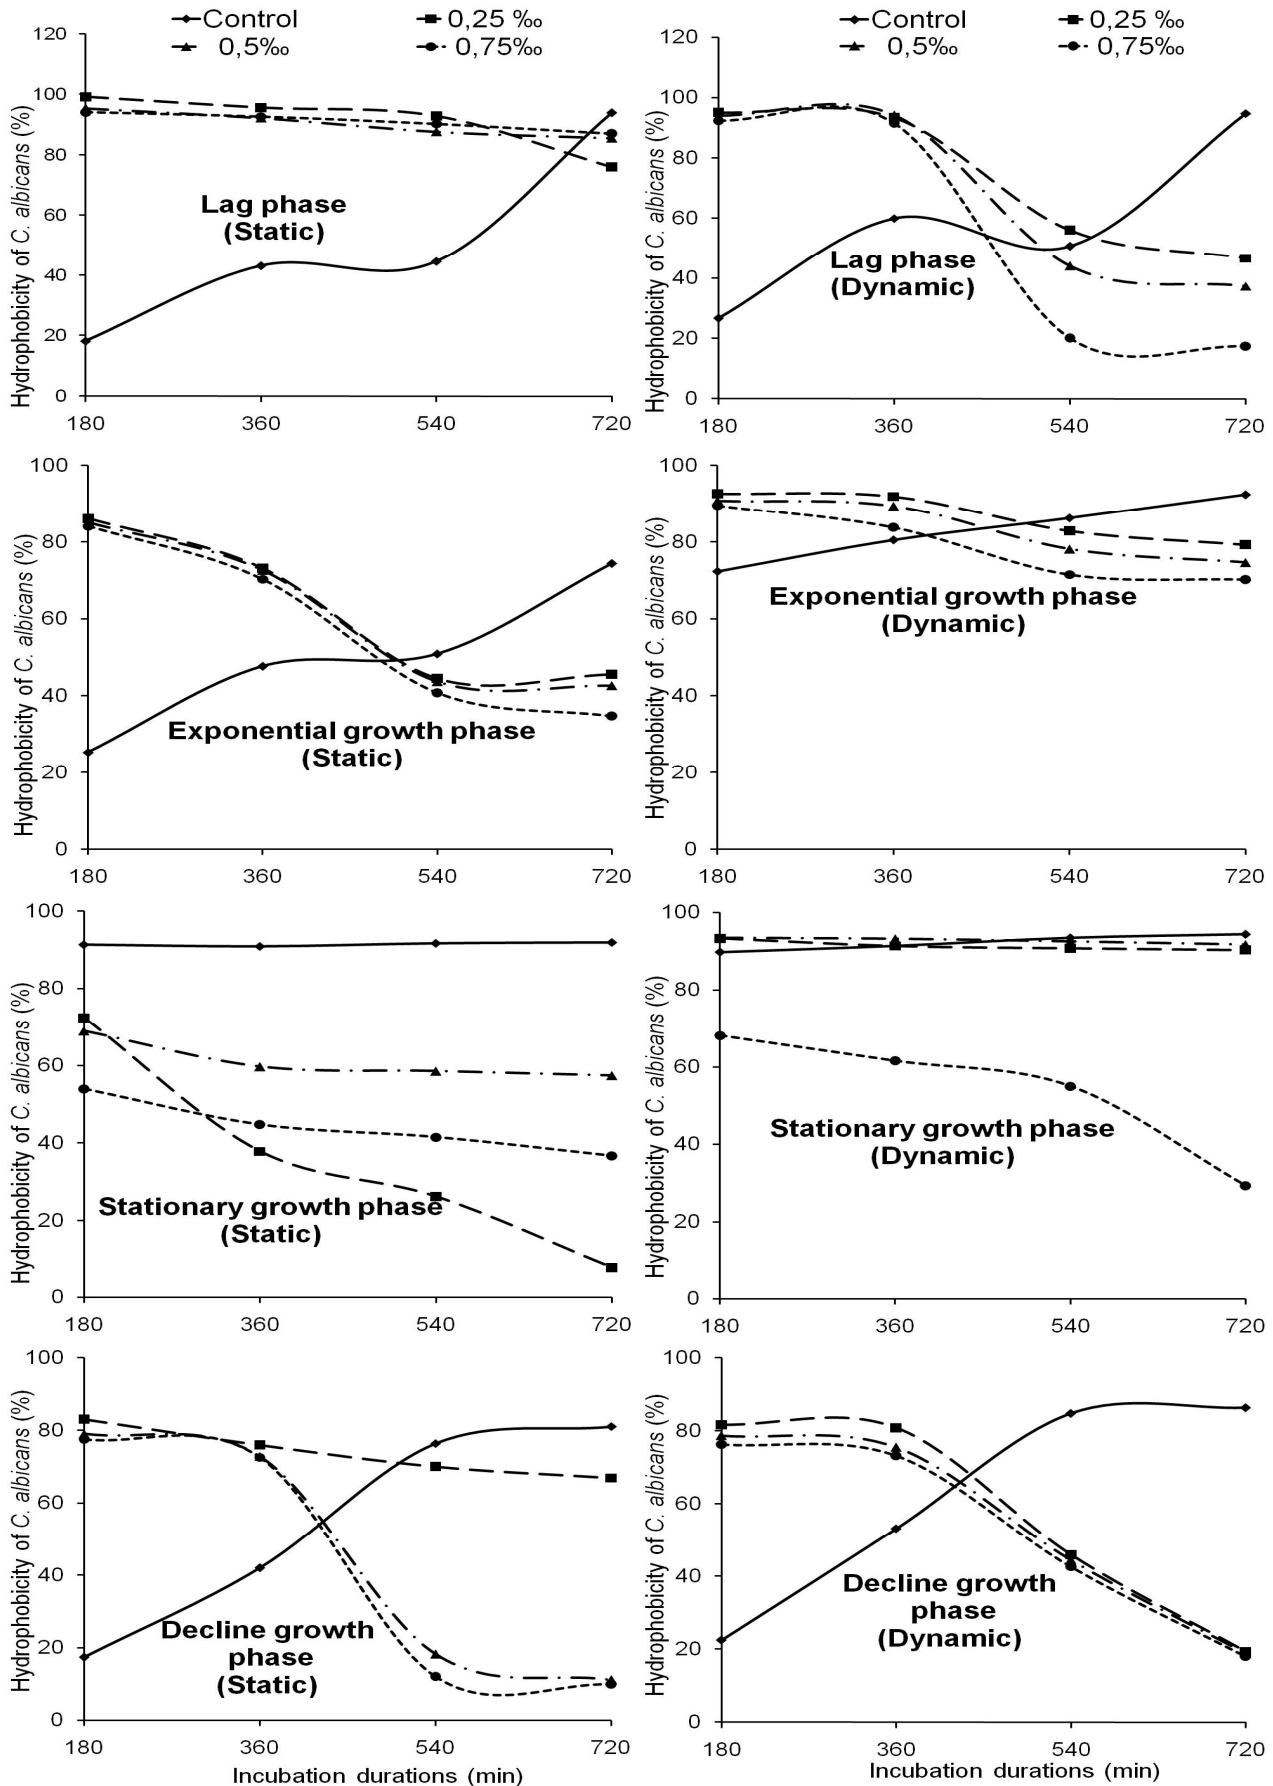 Control 0,25 ‰
0,5‰ 0,75‰
120
100
80
60
40
20
0
Hydrophobicity of C. albicans (%)
Lag phase
(Static)
180 360 540 720
Control 0,25 ‰
0,5‰ 0,75‰
120
100
80
60
40
20
0
Hydrophobicity of C. albicans (%)
Lag phase
(Dynamic)
180 360 540 720
100
80
60
40
20
0
Hydrophobicity of C. albicans (%)
Exponential growth phase
(Static)
180 360 540 720
100
80
60
40
20
0
Hydrophobicity of C. albicans (%)
Exponential growth phase
(Dynamic)
180 360 540 720
100
80
60
40
20
0
Hydrophobicity of C. albicans (%)
Stationary growth phase
(Static)
180 360 540 720
100
80
60
40
20
0
Hydrophobicity of C. albicans (%)
Stationary growth phase
(Dynamic)
180 360 540 720
100
80
60
40
20
0
Hydrophobicity of C. albicans (%)
Decline growth
phase
(Static)
180 360 540 720
Incubation durations (min)
100
80
60
40
20
0
Hydrophobicity of C. albicans (%)
Decline growth
phase
(Dynamic)
180 360 540 720
Incubation durations (min)